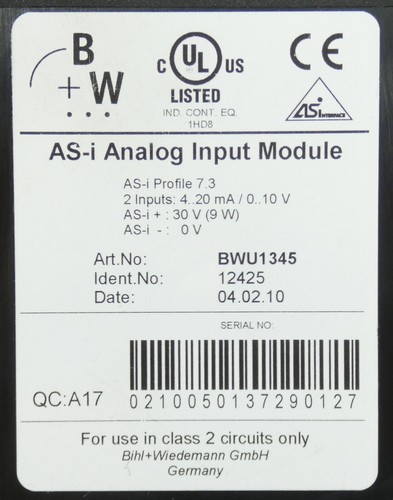 B
+W
C UL US
LISTED
IND. CONT. EQ.
1HD8
CE
ASi INTERFACE
AS-i Analog Input Module
AS-i Profile 7.3
2 Inputs: 4..20 mA / 0..10 V
AS-i + : 30 V (9 W)
AS-i - : 0 V
Art.No: BWU1345
Ident.No: 12425
Date: 04.02.10
SERIAL NO:
QC:A17
0210050137290127
For use in class 2 circuits only
Bihl+Wiedemann GmbH
Germany